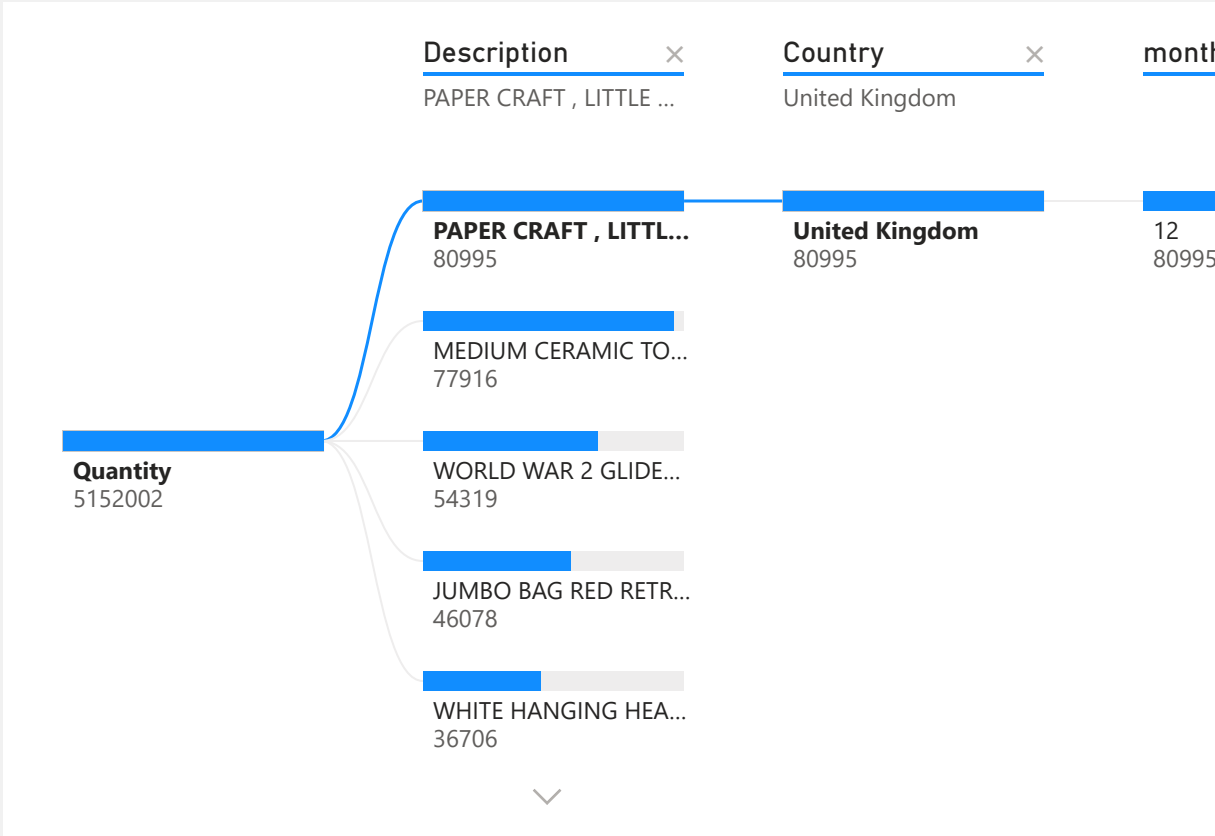 Description
Country
month
PAPER CRAFT , LITTLE ...
United Kingdom
PAPER CRAFT , LITTL...
80995
United Kingdom
80995
12
80995
MEDIUM CERAMIC TO...
77916
Quantity
5152002
WORLD WAR 2 GLIDE...
54319
JUMBO BAG RED RETR...
46078
WHITE HANGING HEA...
36706